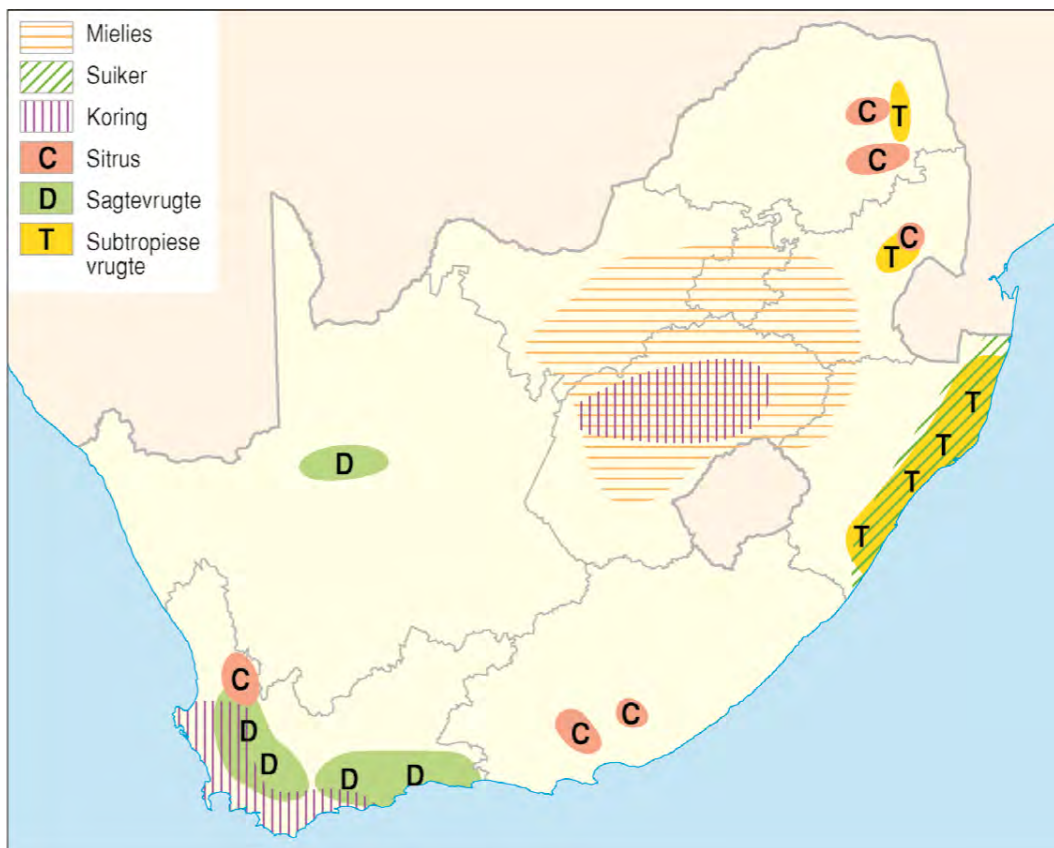 Mielies
Suiker
Koring
C Sitrus
D Sagtevrugte
T Subtropiese
vrugte
C T
C
C
T
T
T
T
T
D
C
D
D
D
D
C
C